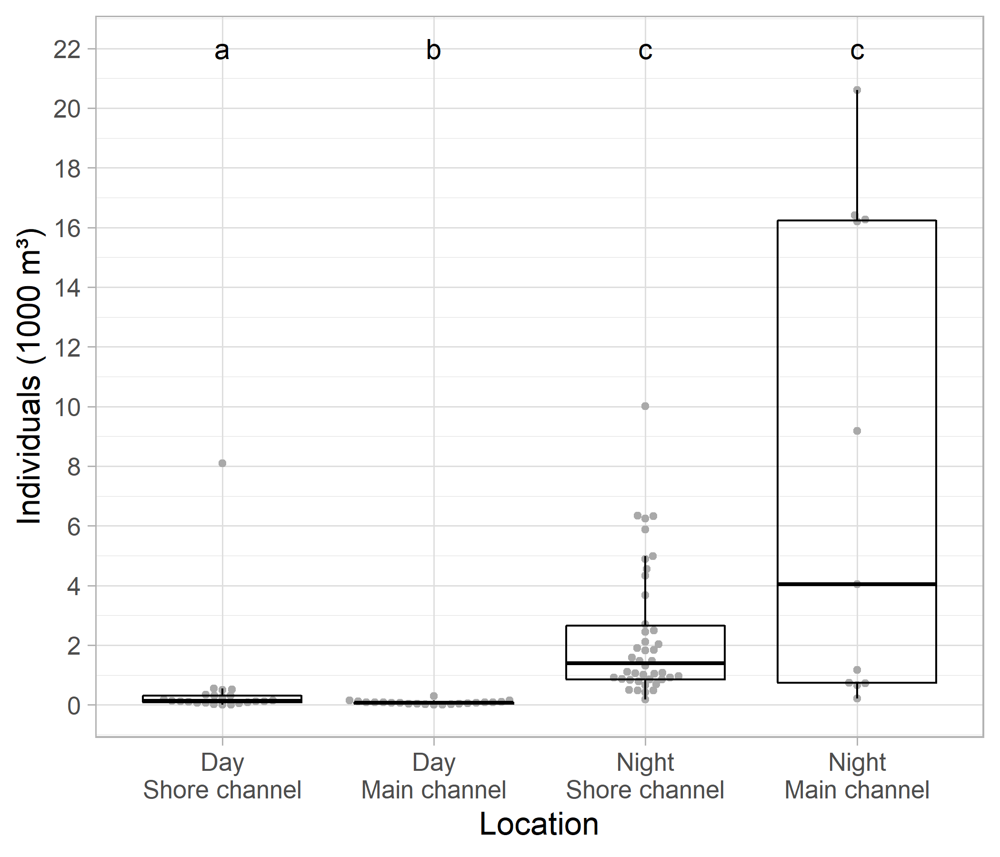 a b c c
22
20
18
16
14
12
10
8
6
4
2
0
Individuals (1000 m³)
Day Day Night Night
Shore channel Main channel Shore channel Main channel
Location